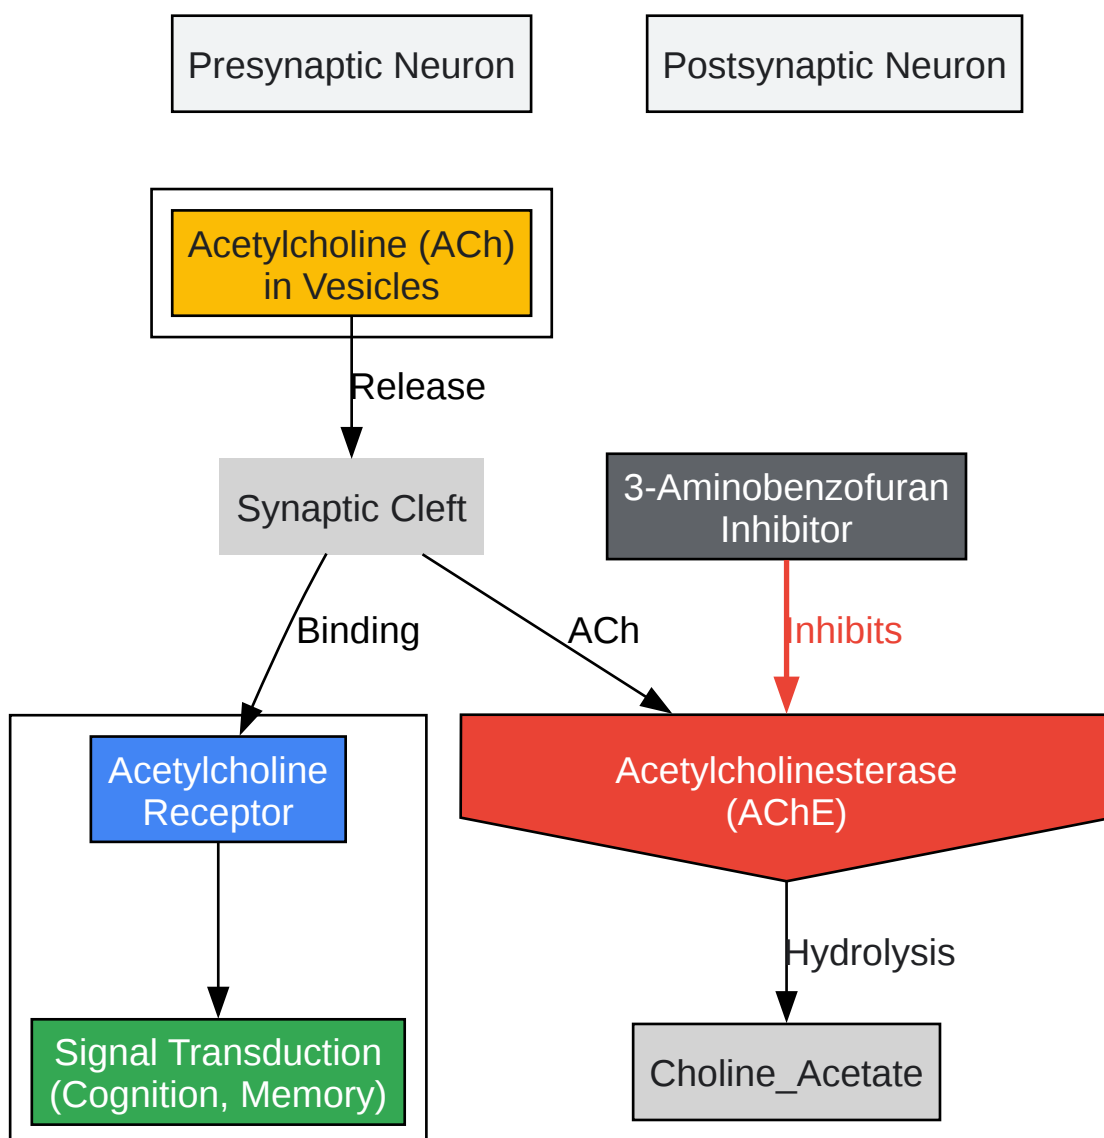 Presynaptic Neuron
Postsynaptic Neuron
Acetylcholine (ACh)
in Vesicles
Release
Synaptic Cleft
3-Aminobenzofuran
Inhibitor
Binding
ACh
Inhibits
Acetylcholine
Receptor
Acetylcholinesterase
(AChE)
Hydrolysis
Signal Transduction
(Cognition, Memory)
Choline_Acetate